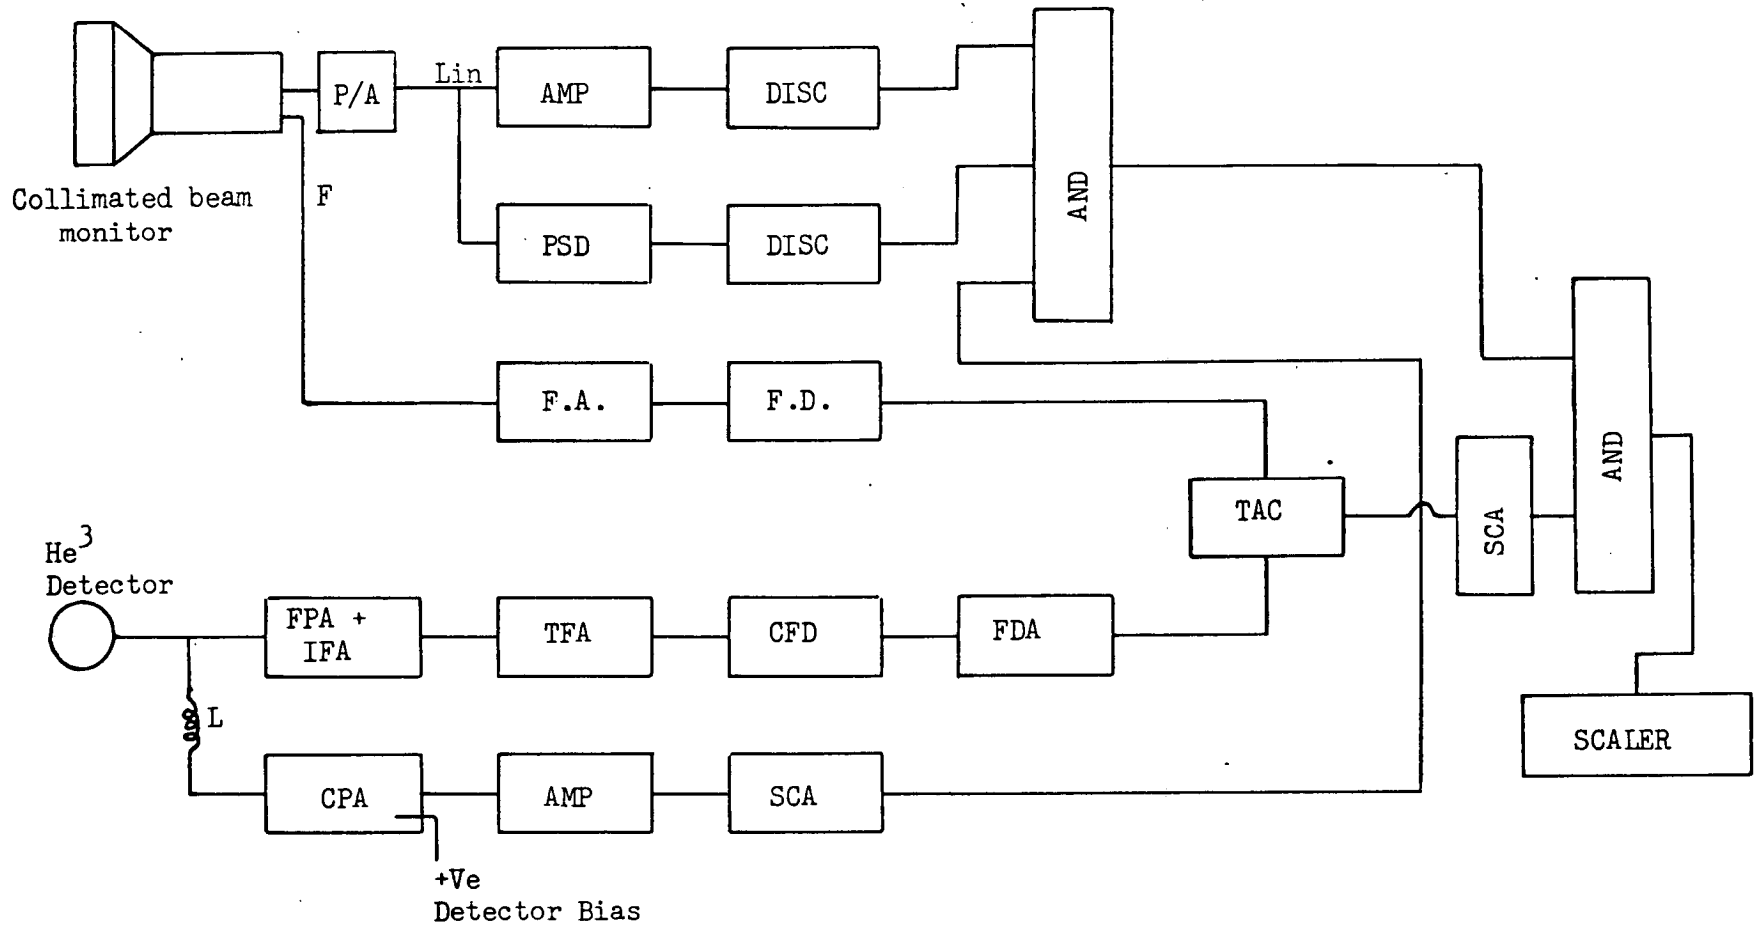 Lin
P/A
AMP
DISC
AND
Collimated beam
monitor
F
PSD
DISC
F.A.
F.D.
AND
TAC
SCA
He3
Detector
FPA +
IFA
TFA
CFD
FDA
L
SCALER
CPA
AMP
SCA
+Ve
Detector Bias